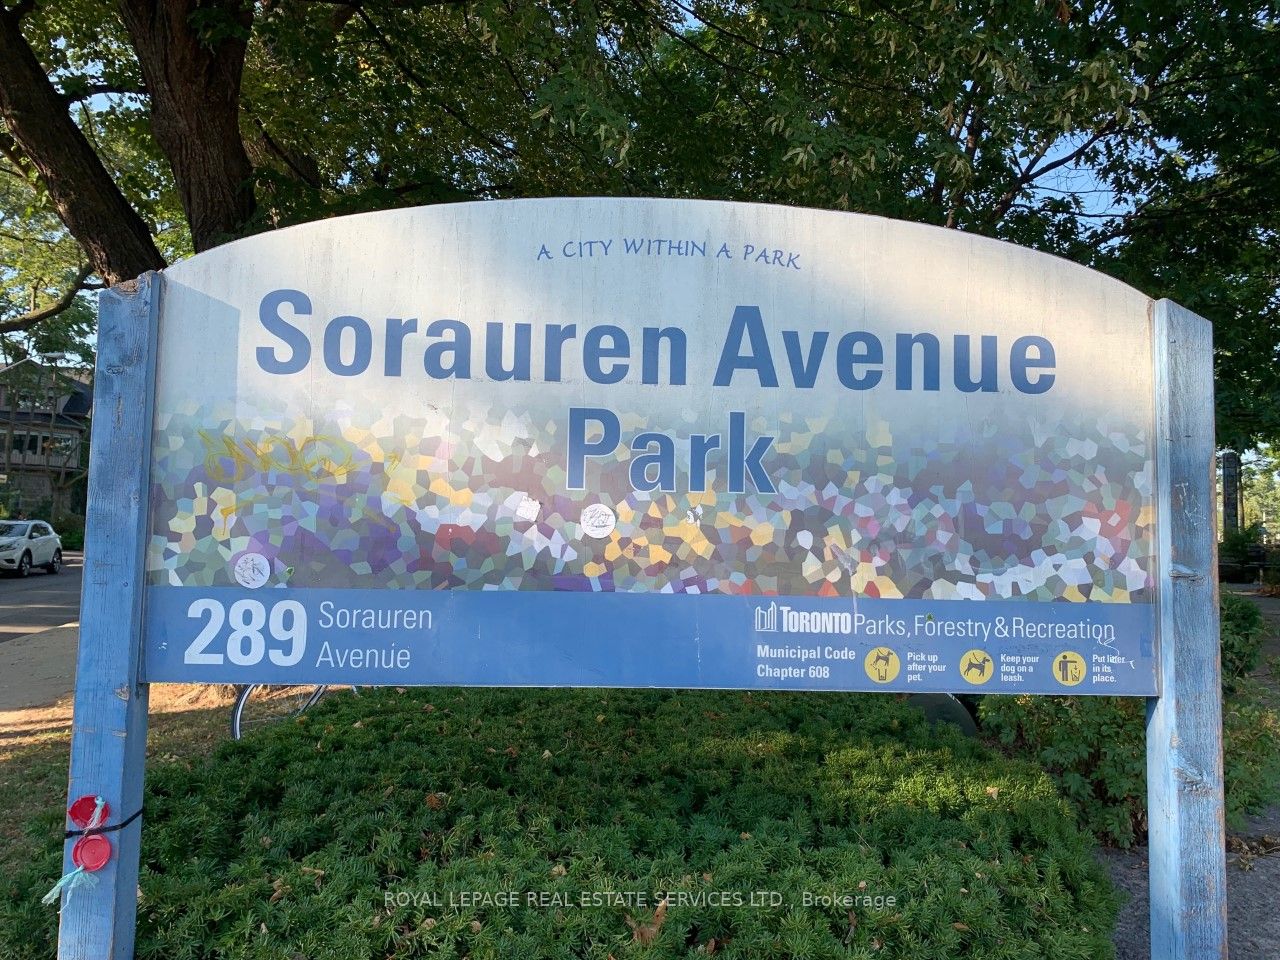 A CITY WITHIN A PARK
Sorauren Avenue
Park
289 Sorauren
Avenue
TORONTO Parks, Forestry & Recreation
Municipal Code
Chapter 608
Pick up
after your
pet.
Keep your
dog on a
leash.
Put litter
in its
place.
ROYAL LEPAGE REAL ESTATE SERVICES LTD., Brokerage